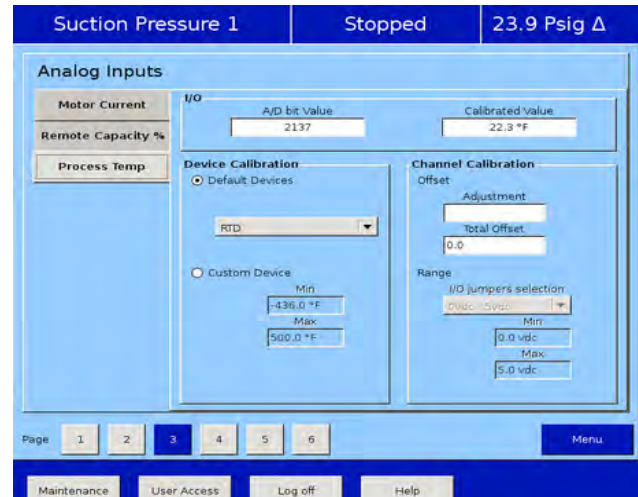 Suction Pressure 1
Stopped
23.9 Psig Δ
Analog Inputs
Motor Current
Remote Capacity %
Process Temp
I/O
A/D bit Value
2137
Calibrated Value
22.3 °F
Device Calibration
Default Devices
RTD
Custom Device
Min
-436.0 °F
Max
500.0 °F
Channel Calibration
Offset
Adjustment
Total Offset
0.0
Range
I/O jumpers selection
Min
0.0 vdc
Max
5.0 vdc
Page 1 2 3 4 5 6
Menu
Maintenance
User Access
Log off
Help